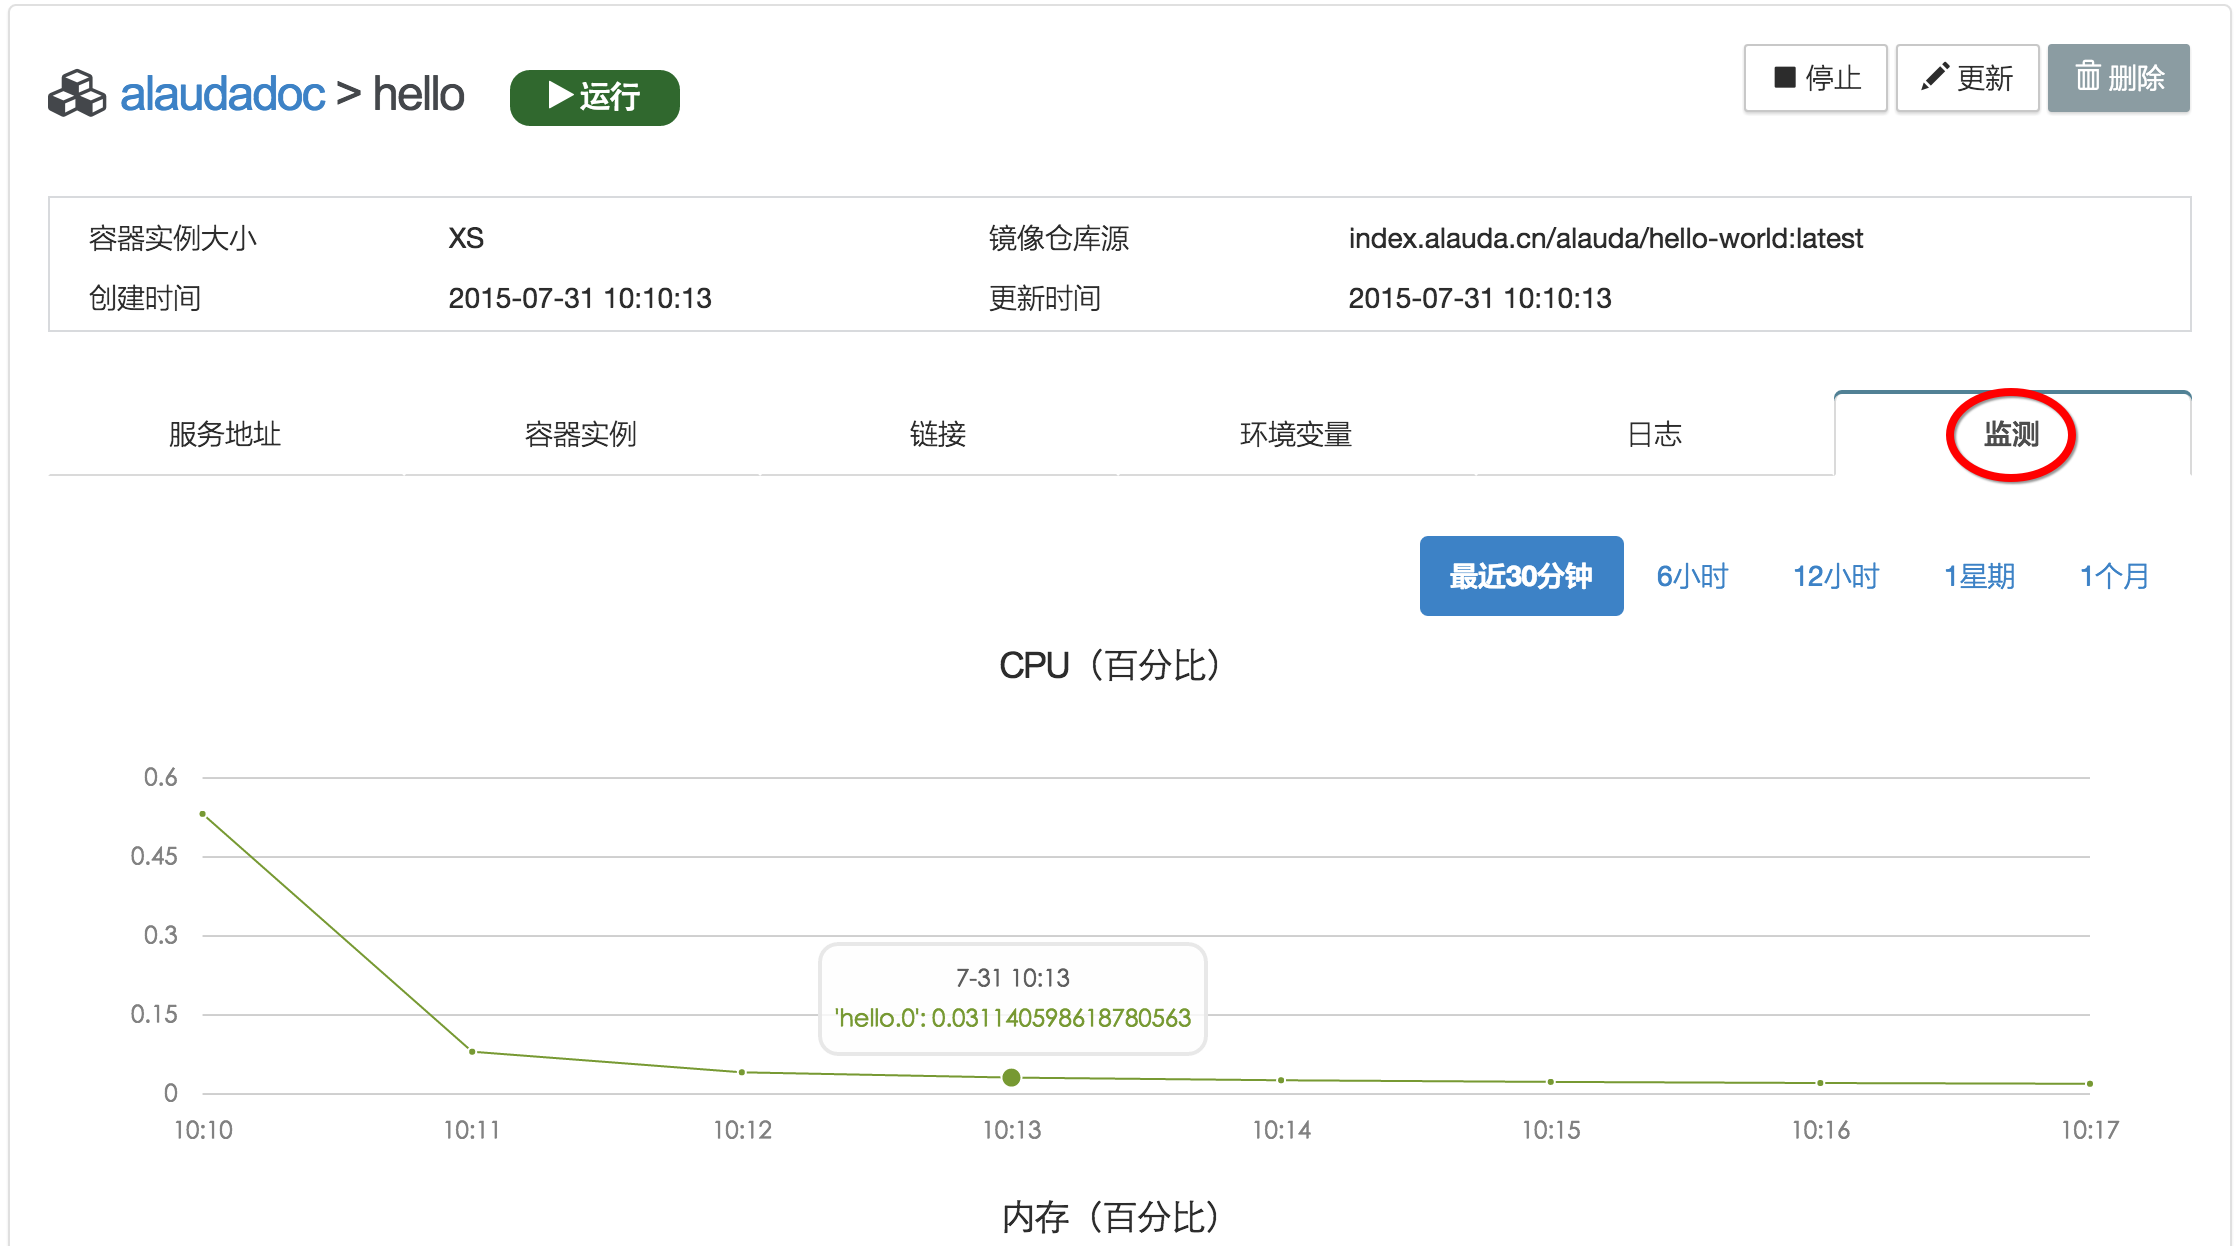 alaudadoc > hello
运行
停止
更新
删除
容器实例大小 XS 镜像仓库源 index.alauda.cn/alauda/hello-world:latest
创建时间 2015-07-31 10:10:13 更新时间 2015-07-31 10:10:13
服务地址 容器实例 链接 环境变量 日志 监测
最近30分钟 6小时 12小时 1星期 1个月
CPU（百分比）
0.6
0.45
0.3
0.15
0
7-31 10:13
'hello.0': 0.031140598618780563
10:10 10:11 10:12 10:13 10:14 10:15 10:16 10:17
内存（百分比）